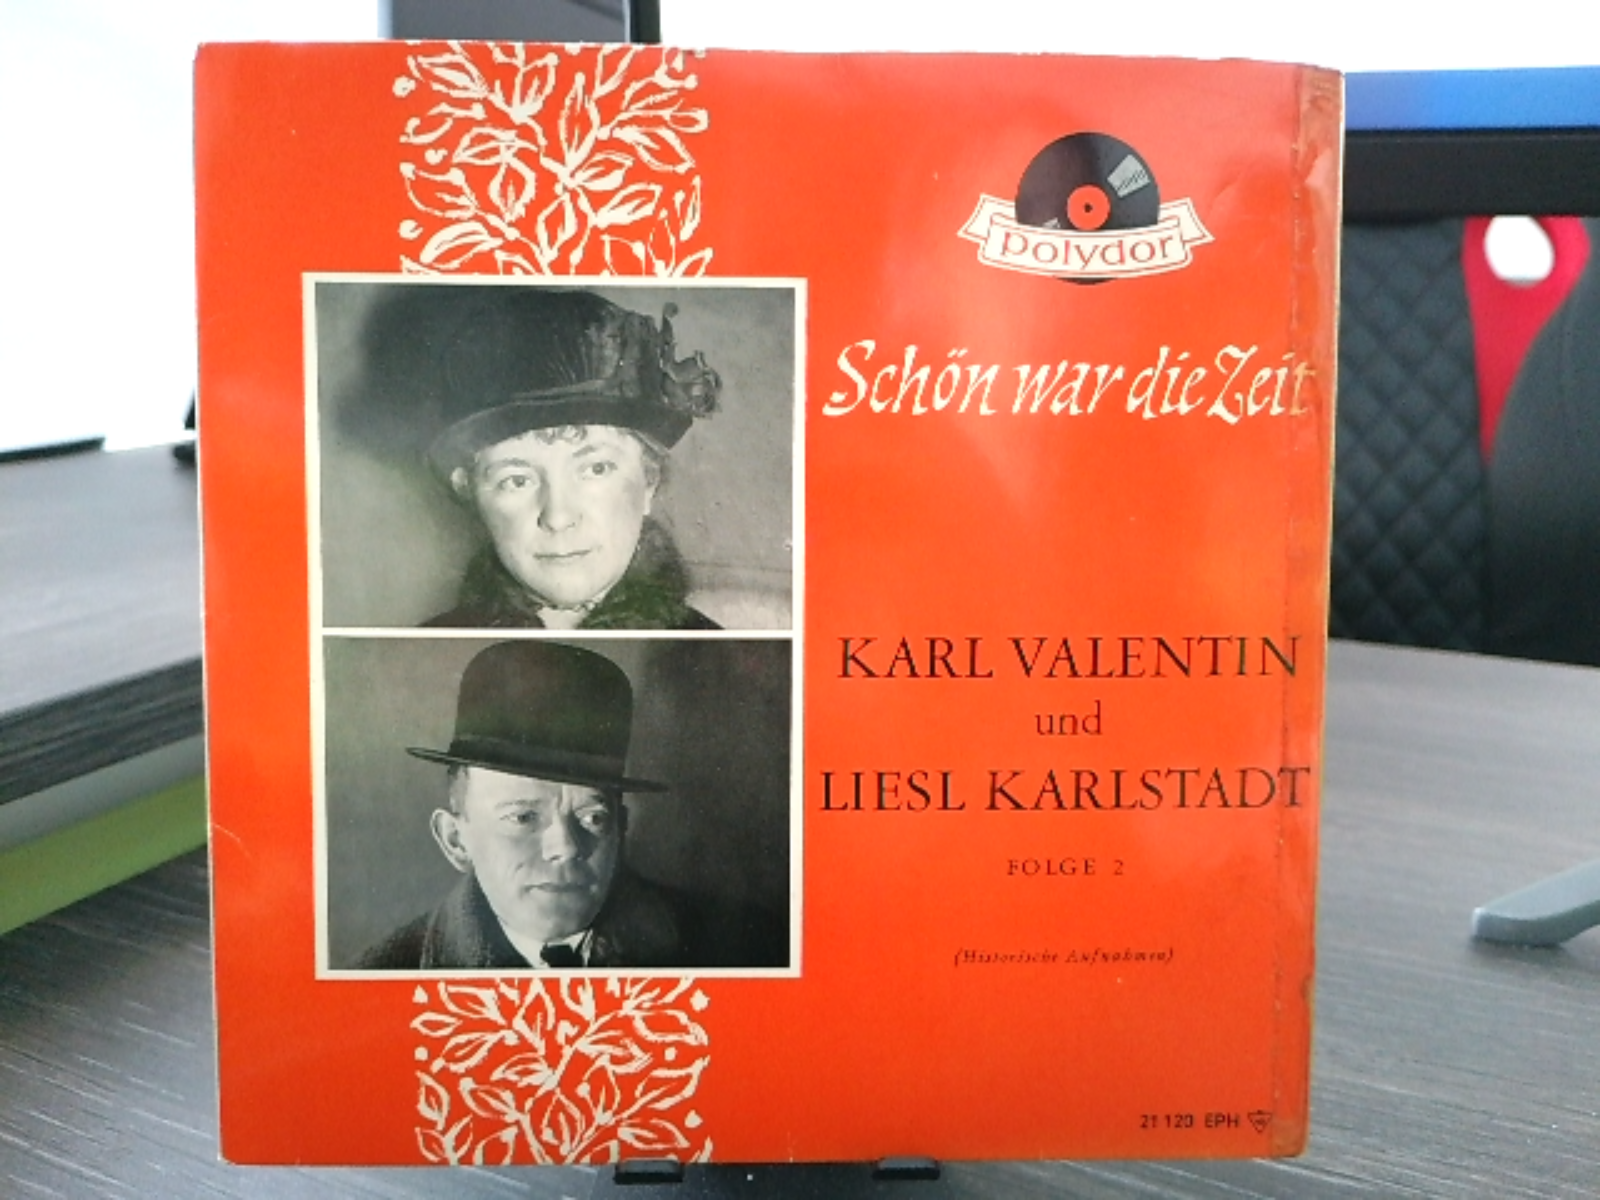 polydor
Schön war die Zeit
KARL VALENTIN
und
LIESL KARLSTADT
FOLGE 2
(Historische Aufnahmen)
21 120 EPH